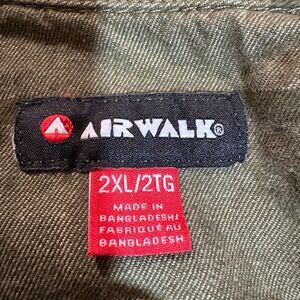 AIRWALK®
2XL/2TG
MADE IN
BANGLADESH/
FABRIQUÉ AU
BANGLADESH